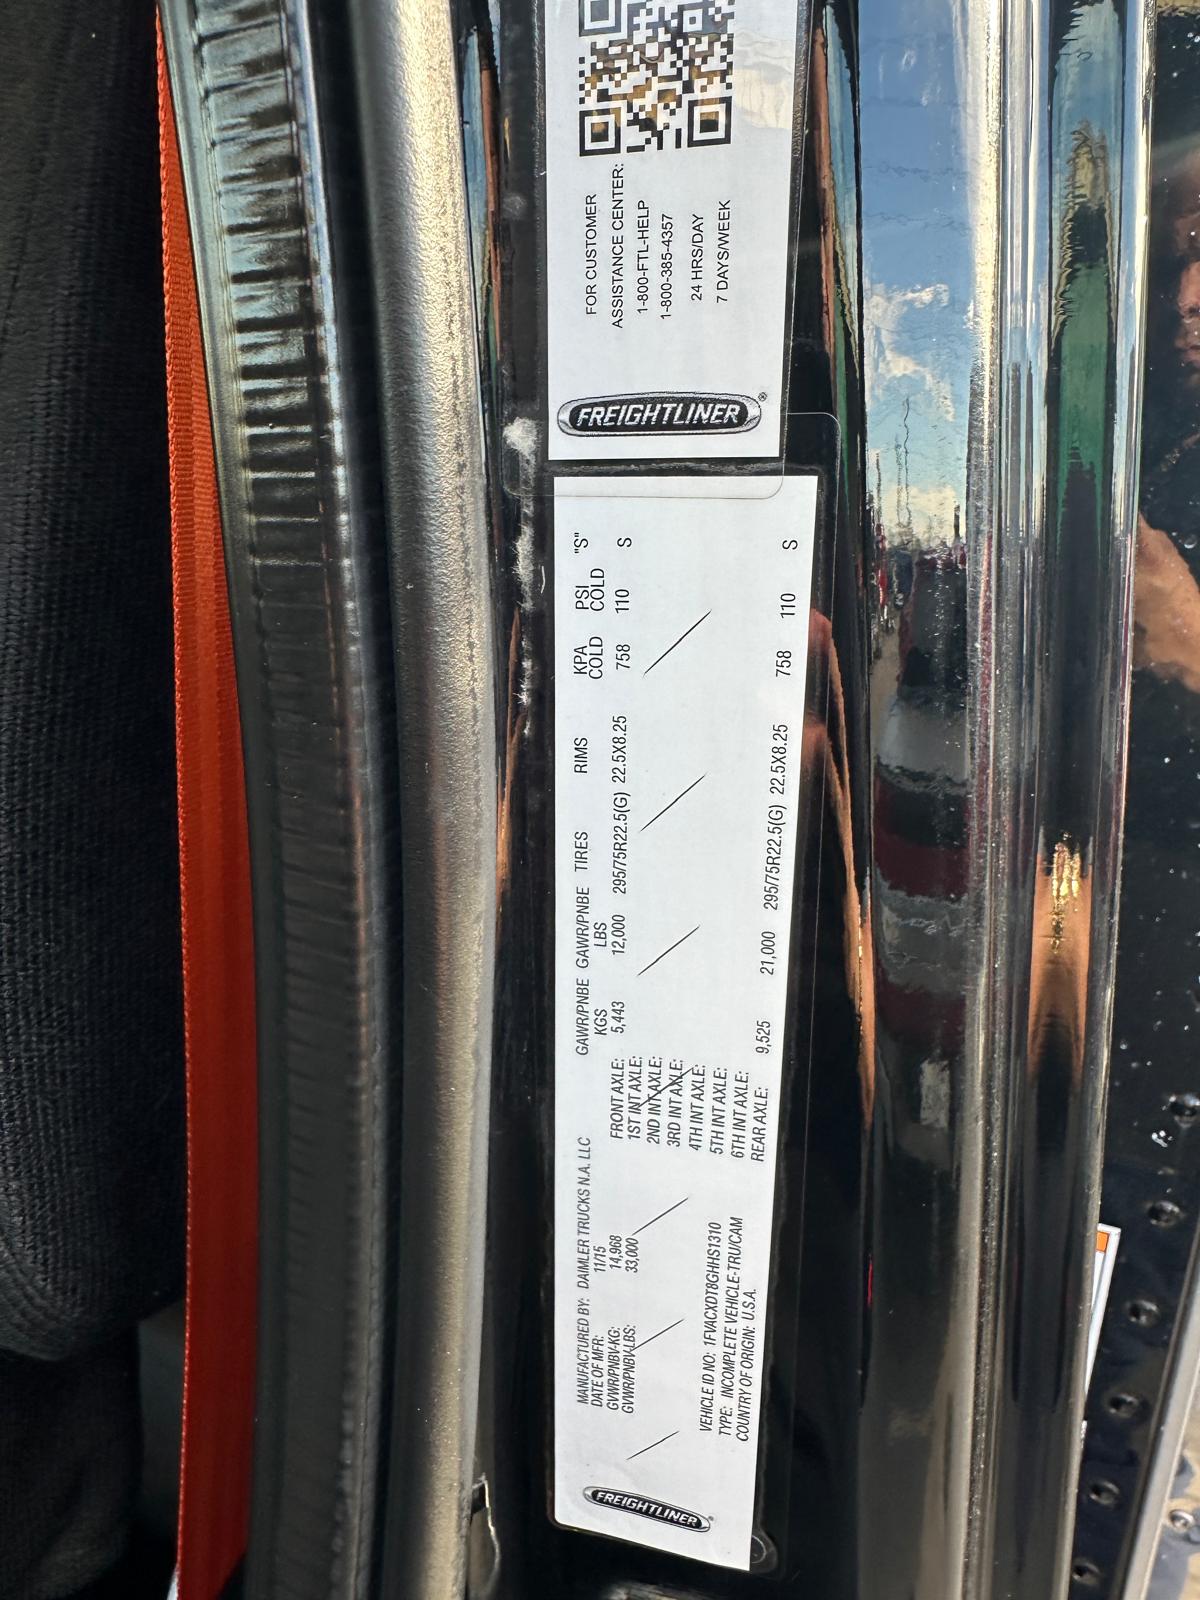 FREIGHTLINER
MANUFACTURED BY: DAIMLER TRUCKS N.A. LLC
DATE OF MFR: 11/15
GVWR/PNBV-KG: 14,968
GVWR/PNBV-LBS: 33,000
VEHICLE ID NO: 1FVACXDT8GHHS1310
TYPE: INCOMPLETE VEHICLE-TRU/CAM
COUNTRY OF ORIGIN: U.S.A.
GAWR/PNBE KGS GAWR/PNBE LBS TIRES RIMS KPA COLD PSI COLD "S"
FRONT AXLE: 5,443 12,000 295/75R22.5(G) 22.5X8.25 758 110 S
1ST INT AXLE:
2ND INT AXLE:
3RD INT AXLE:
4TH INT AXLE:
5TH INT AXLE:
6TH INT AXLE:
REAR AXLE: 9,525 21,000 295/75R22.5(G) 22.5X8.25 758 110 S
FREIGHTLINER®
FOR CUSTOMER
ASSISTANCE CENTER:
1-800-FTL-HELP
1-800-385-4357
24 HRS/DAY
7 DAYS/WEEK